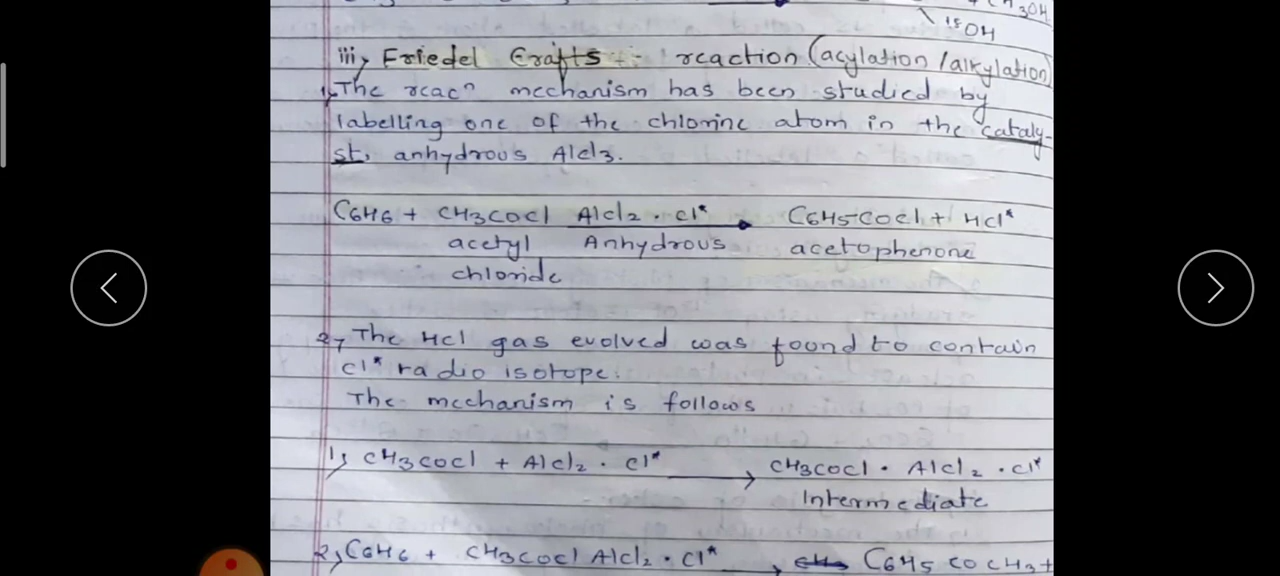 CH3OH
18OH
iii, Friedel Crafts :- reaction (acylation /alkylation)
1, The reacn mechanism has been studied by
labelling one of the chlorine atom in the cataly-
st, anhydrous AlCl3.
C6H6 + CH3COCl AlCl2 · Cl* → C6H5COCl + HCl*
acetyl Anhydrous acetophenone
chloride
2, The HCl gas evolved was found to contain
Cl* radio isotope.
The mechanism is follows
1, CH3COCl + AlCl2 · Cl* → CH3COCl · AlCl2 · Cl*
Intermediate
2, C6H6 + CH3COCl AlCl2 · Cl* → C6H5COCH3+